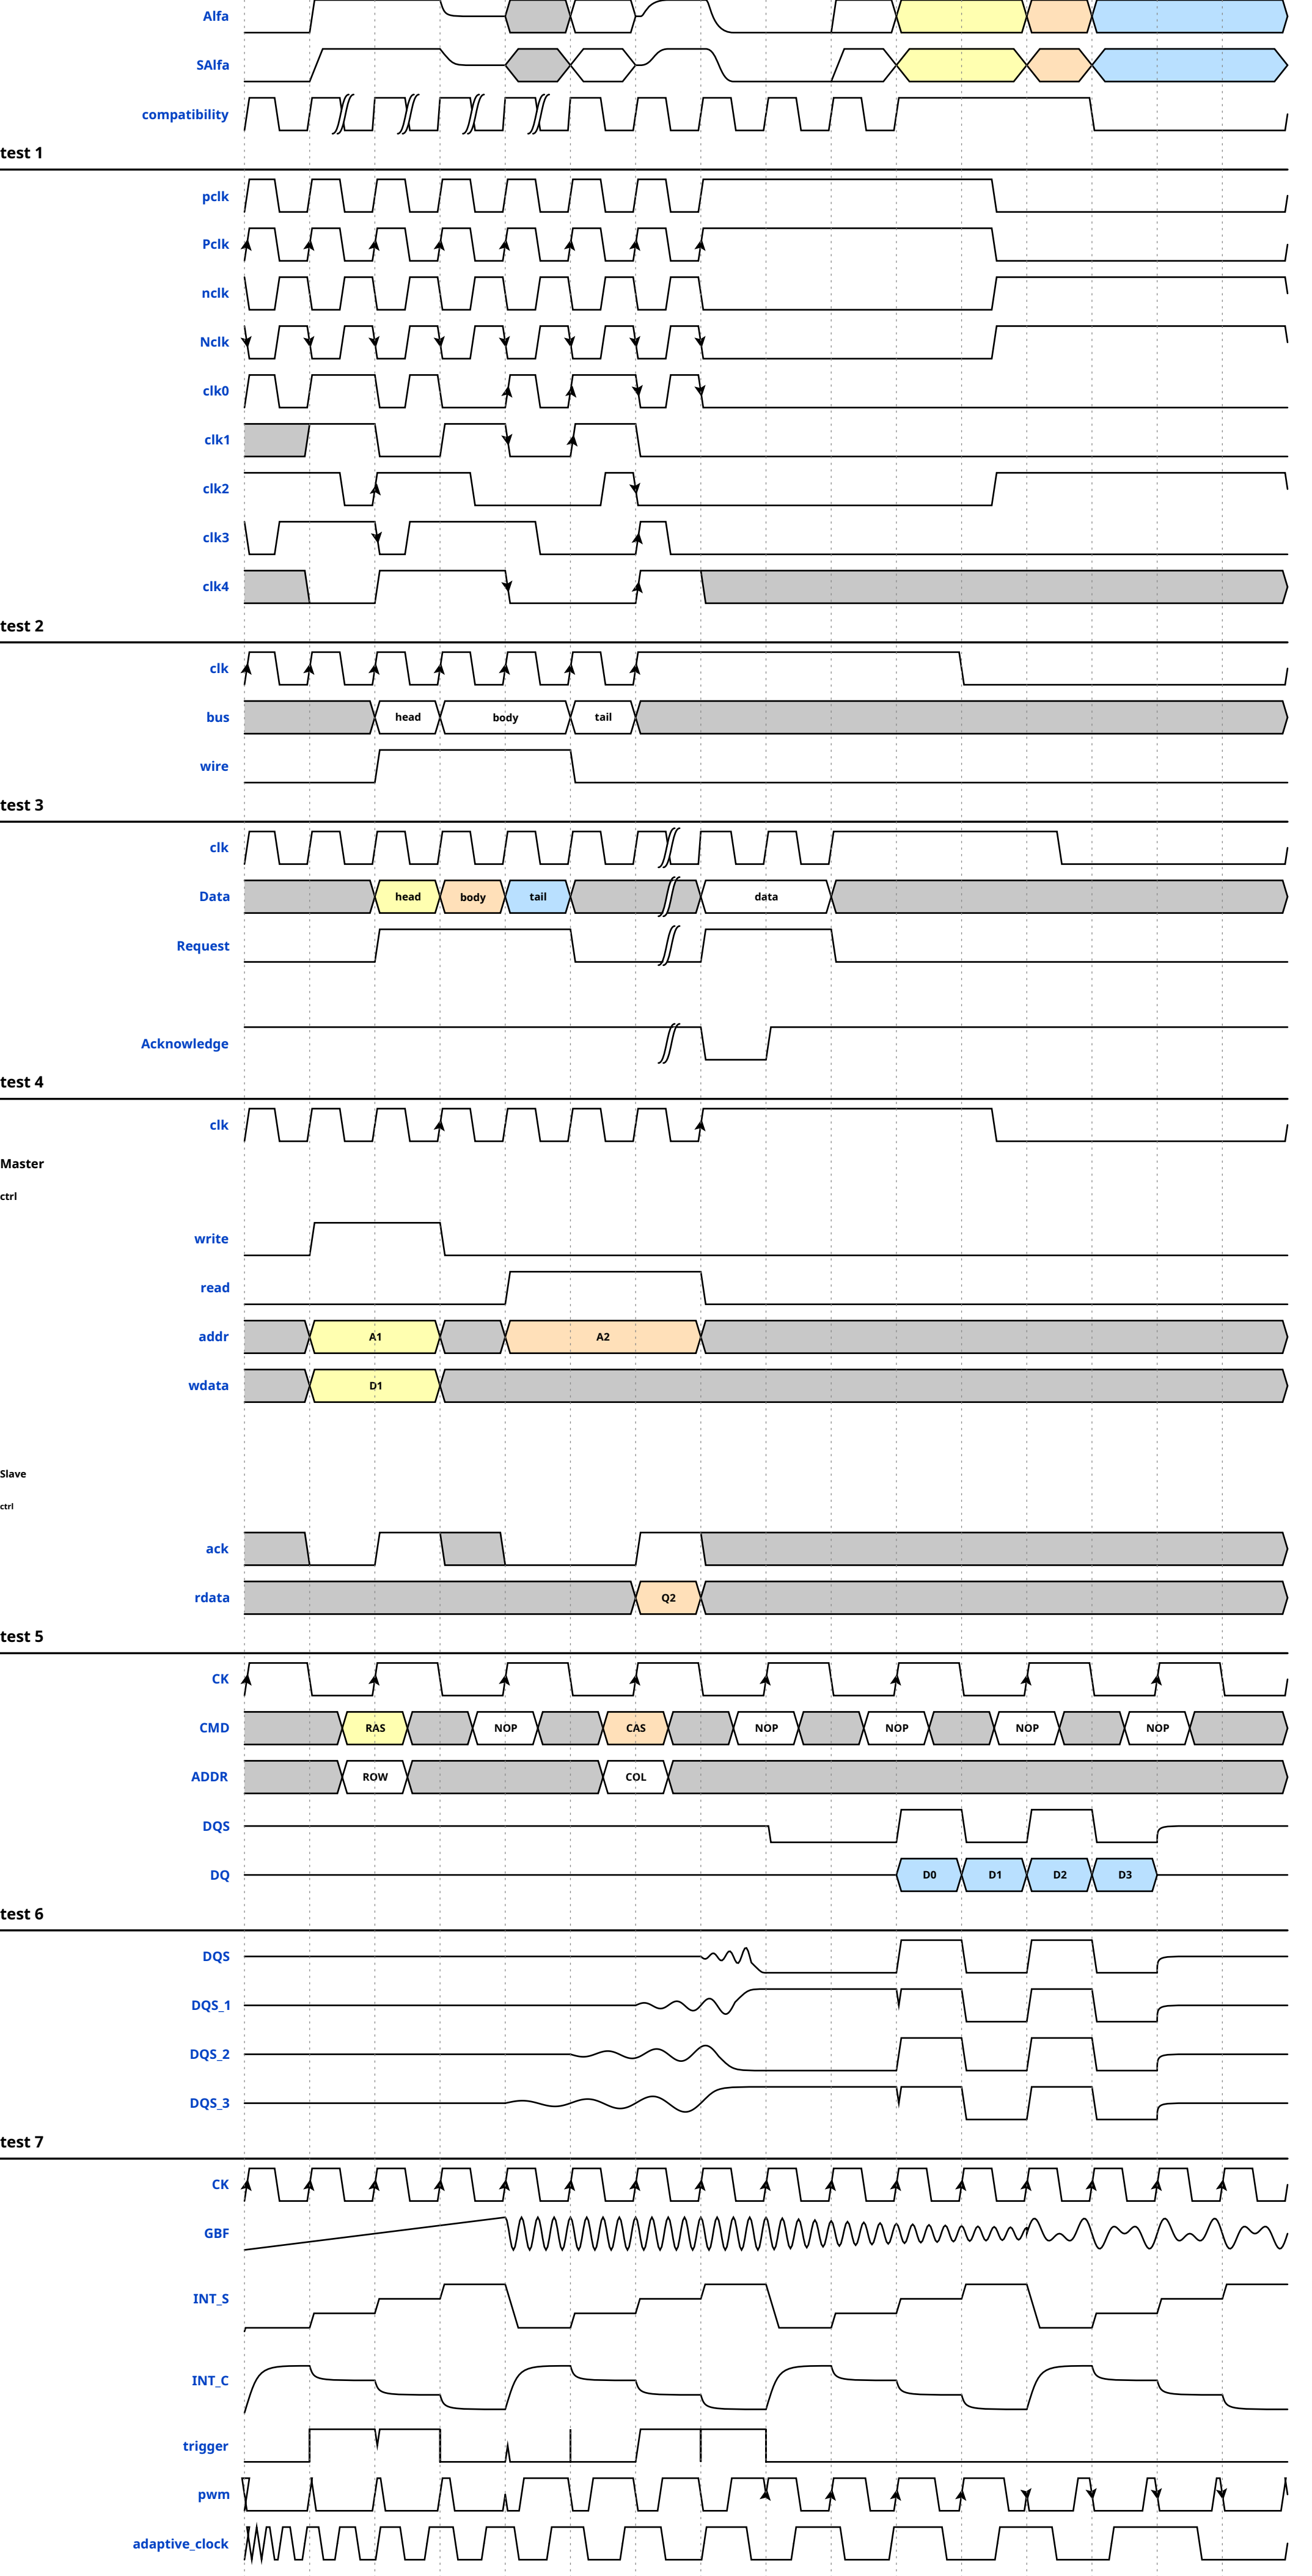 Alfa
SAlfa
compatibility
test 1
pclk
Pclk
nclk
Nclk
clk0
clk1
clk2
clk3
clk4
test 2
clk
bus head body tail
wire
test 3
clk
Data head body tail data
Request
Acknowledge
test 4
clk
Master
ctrl
write
read
addr A1 A2
wdata D1
Slave
ctrl
ack
rdata Q2
test 5
CK
CMD RAS NOP CAS NOP NOP NOP NOP
ADDR ROW COL
DQS
DQ D0 D1 D2 D3
test 6
DQS
DQS_1
DQS_2
DQS_3
test 7
CK
GBF
INT_S
INT_C
trigger
pwm
adaptive_clock